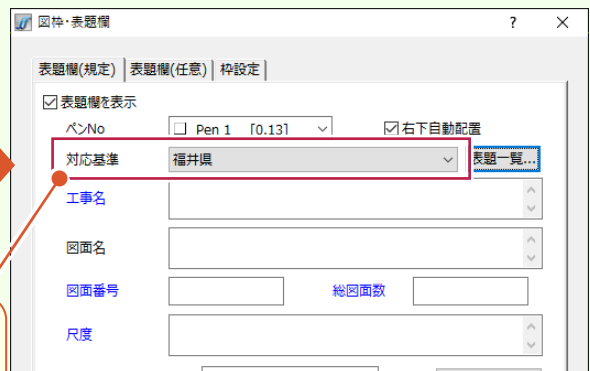 図枠・表題欄 ? ×
表題欄(規定) 表題欄(任意) 枠設定
表題欄を表示
ペンNo Pen 1 [0.13] 右下自動配置
対応基準 福井県 表題一覧...
工事名
図面名
図面番号 総図面数
尺度